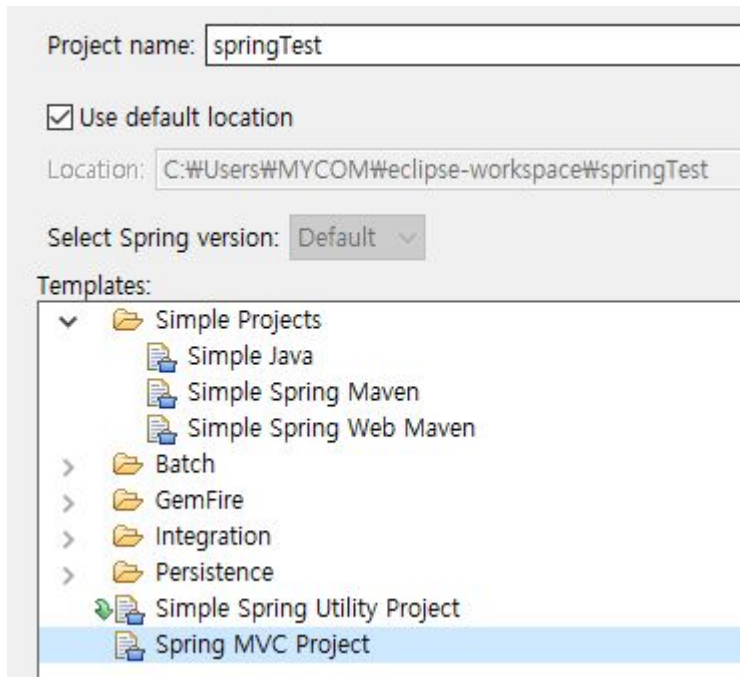 Project name: springTest
Use default location
Location: C:₩Users₩MYCOM₩eclipse-workspace₩springTest
Select Spring version: Default
Templates:
Simple Projects
Simple Java
Simple Spring Maven
Simple Spring Web Maven
Batch
GemFire
Integration
Persistence
Simple Spring Utility Project
Spring MVC Project